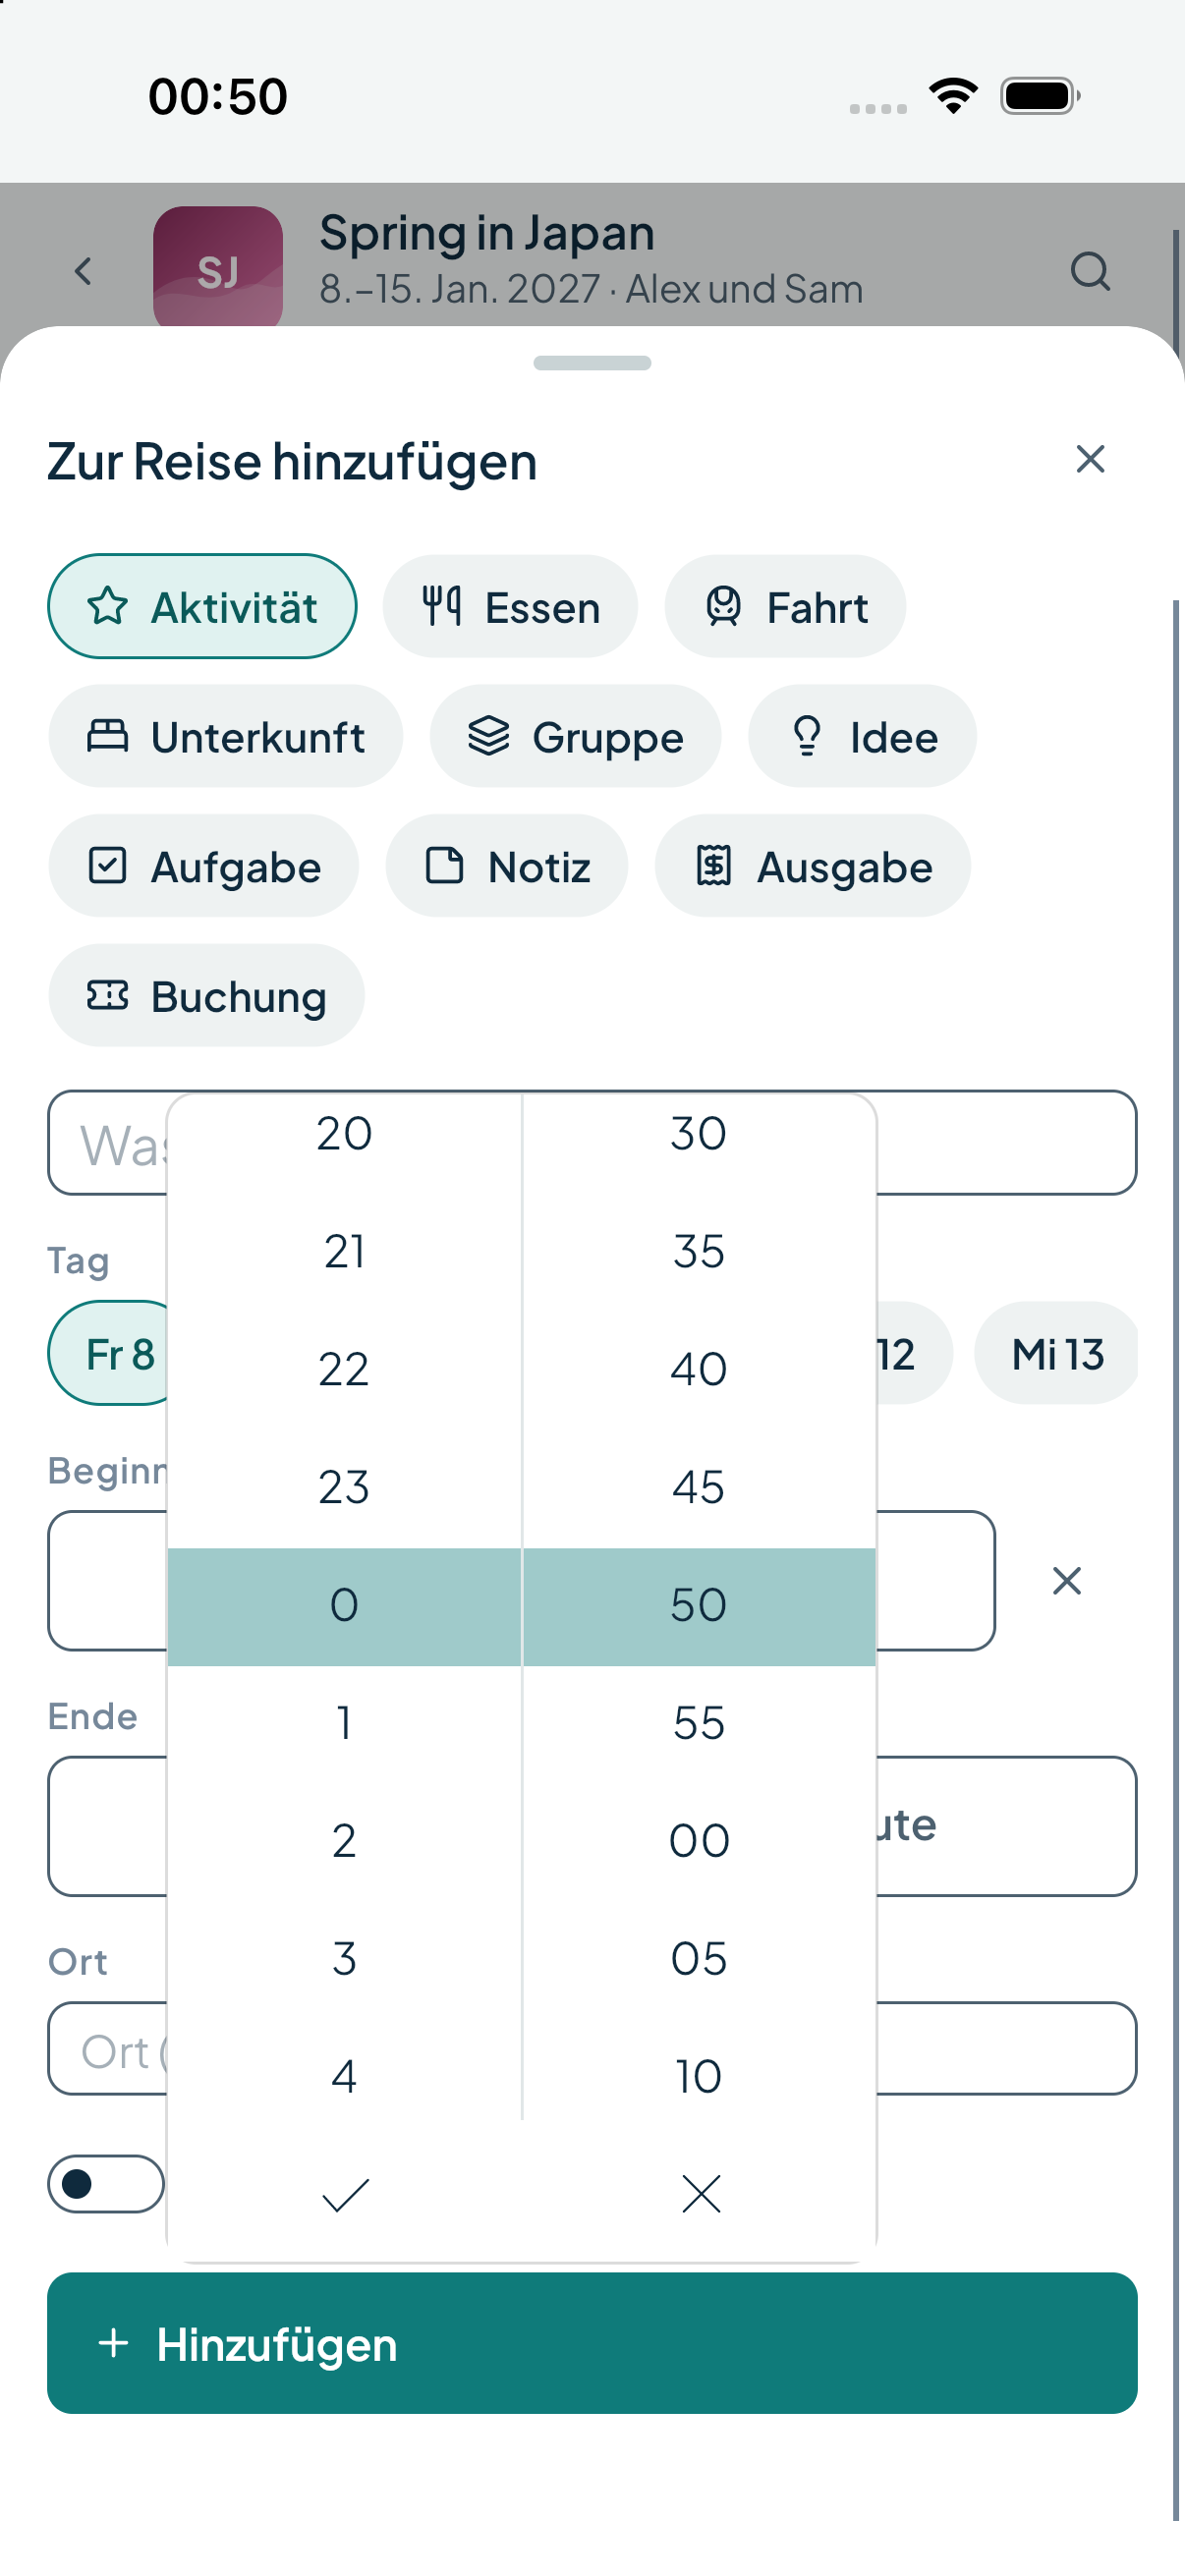 00:50
SJ
Spring in Japan
8.–15. Jan. 2027 · Alex und Sam
Zur Reise hinzufügen
Aktivität Essen Fahrt
Unterkunft Gruppe Idee
Aufgabe Notiz Ausgabe
Buchung
20 30
Tag
21 35
Fr 8 22 40 12 Mi 13
23 45
0 50
Ende
1 55
2 00
Ort
3 05
4 10
Ort
Hinzufügen